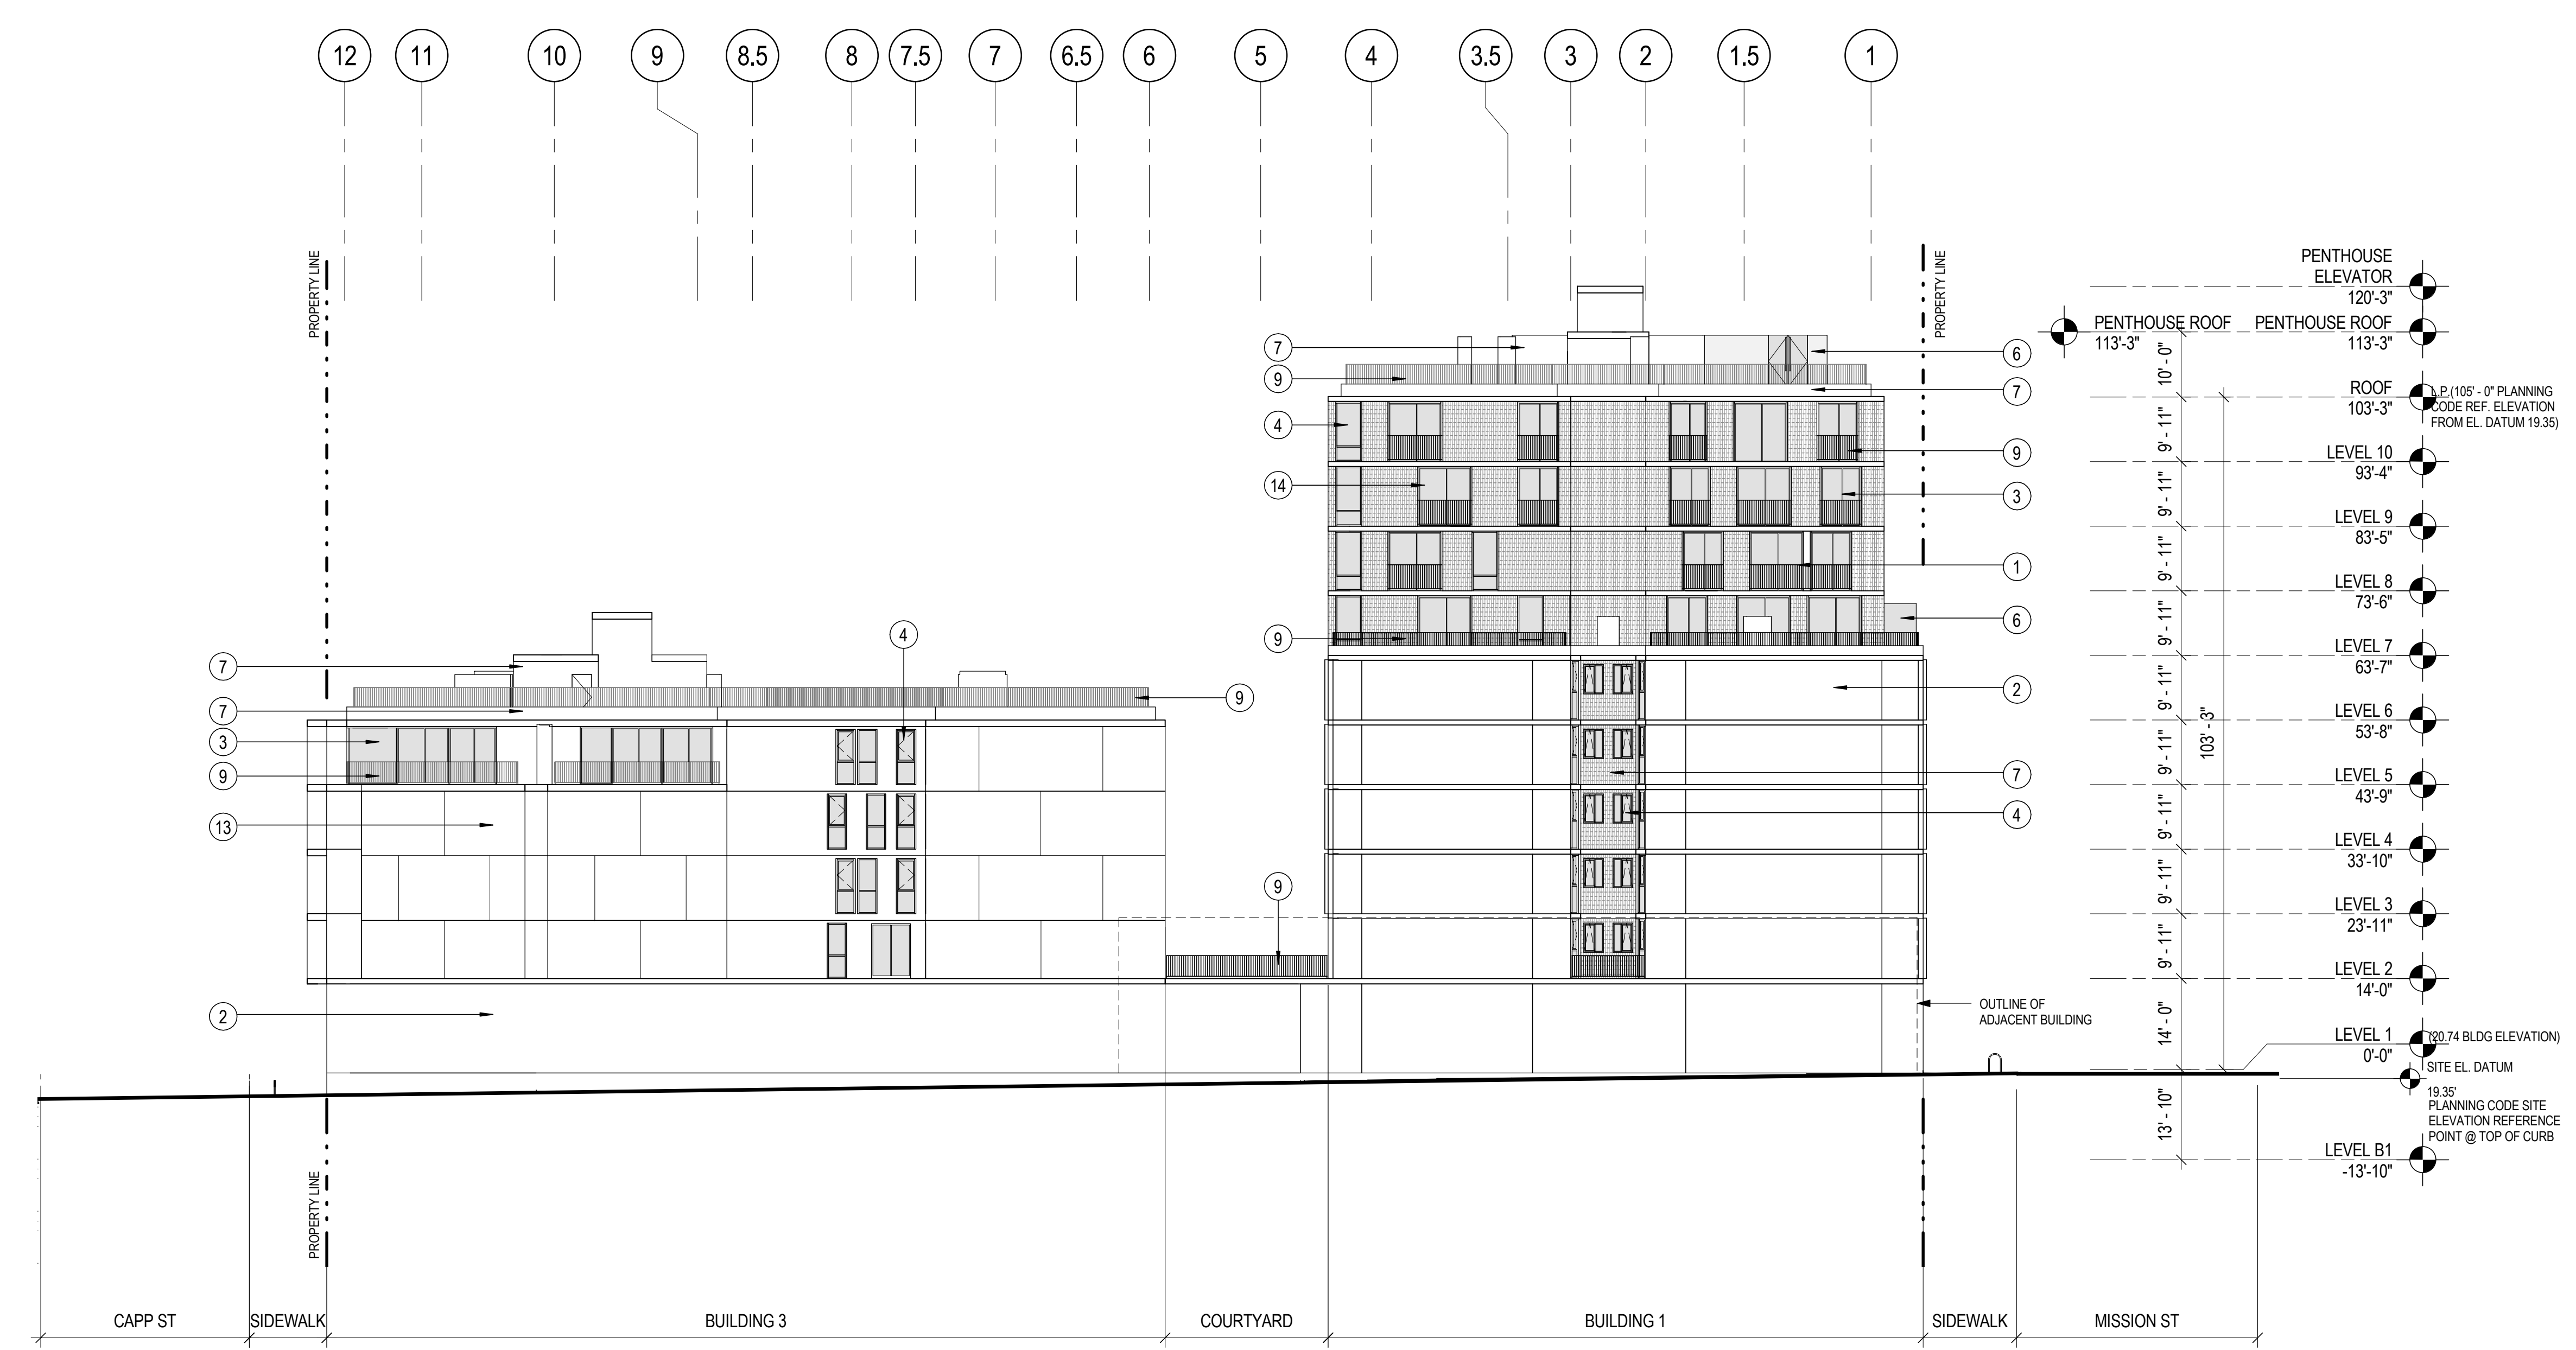 12 11 10 9 8.5 8 7.5 7 6.5 6 5 4 3.5 3 2 1.5 1
PROPERTY LINE
PROPERTY LINE
PENTHOUSE
ELEVATOR
120'-3"
PENTHOUSE ROOF
113'-3"
PENTHOUSE ROOF
113'-3"
10' - 0"
ROOF
103'-3"
L.P.(105' - 0" PLANNING
CODE REF. ELEVATION
FROM EL. DATUM 19.35)
9' - 11"
LEVEL 10
93'-4"
9' - 11"
LEVEL 9
83'-5"
9' - 11"
LEVEL 8
73'-6"
9' - 11"
LEVEL 7
63'-7"
9' - 11"
LEVEL 6
53'-8"
103' - 3"
9' - 11"
LEVEL 5
43'-9"
9' - 11"
LEVEL 4
33'-10"
9' - 11"
LEVEL 3
23'-11"
9' - 11"
LEVEL 2
14'-0"
14' - 0"
LEVEL 1
0'-0"
(20.74 BLDG ELEVATION)
SITE EL. DATUM
19.35'
PLANNING CODE SITE
ELEVATION REFERENCE
POINT @ TOP OF CURB
13' - 10"
LEVEL B1
-13'-10"
7
9
4
14
9
6
7
9
3
1
6
2
7
4
7
7
3
9
13
2
4
9
9
OUTLINE OF
ADJACENT BUILDING
PROPERTY LINE
CAPP ST SIDEWALK BUILDING 3 COURTYARD BUILDING 1 SIDEWALK MISSION ST